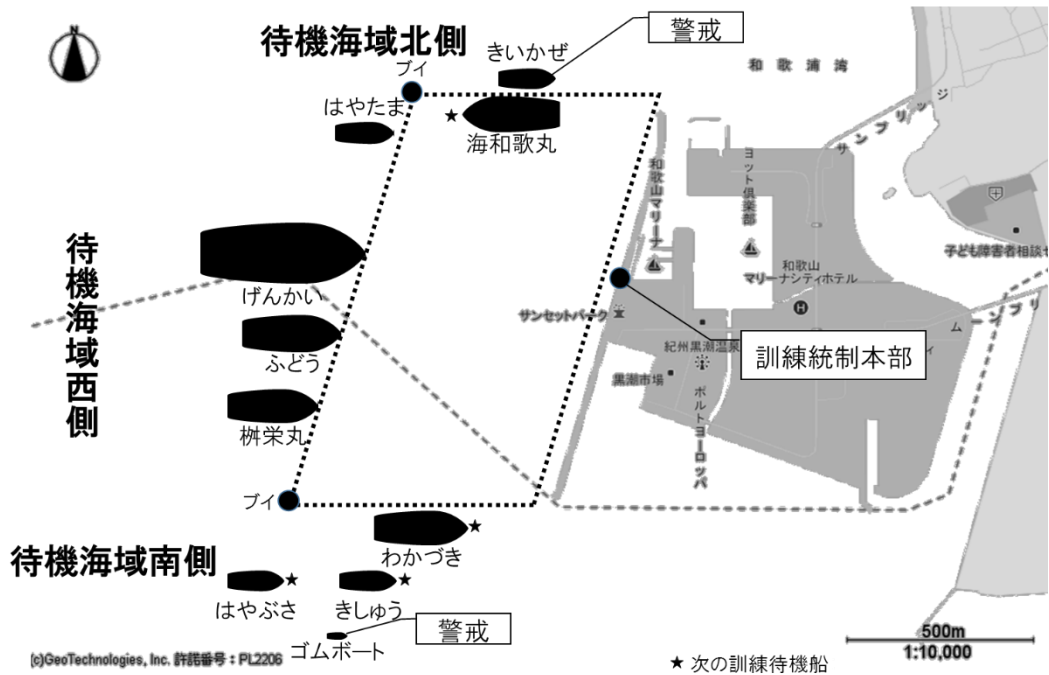 N
待機海域北側
警戒
きいかぜ
和歌浦湾
ブイ
はやたま
海和歌丸
サンブリッジ
和歌山マリーナ
ヨット倶楽部
待機海域西側
げんかい
子ども障害者相談セ
和歌山
マリーナシティホテル
H
サンセットパーク
ふどう
紀州黒潮温泉
訓練統制本部
黒潮市場
ポルトヨーロッパ
桝栄丸
ブイ
待機海域南側
わかづき
はやぶさ
きしゅう
警戒
ゴムボート
500m
1:10,000
(c)GeoTechnologies, Inc. 許諾番号：PL2206
★ 次の訓練待機船